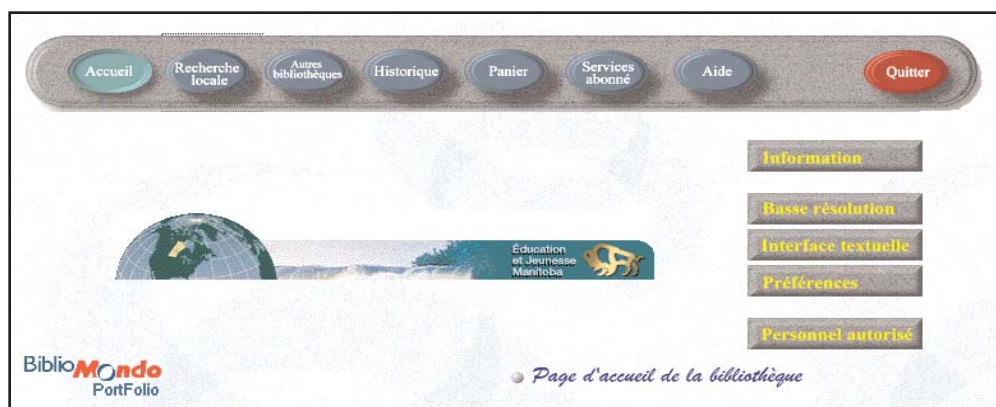 Accueil
Recherche
locale
Autres
bibliothèques
Historique
Panier
Services
abonné
Aide
Quitter
Information
Basse résolution
Interface textuelle
Préférences
Personnel autorisé
Éducation
et Jeunesse
Manitoba
BiblioMondo
PortFolio
Page d'accueil de la bibliothèque